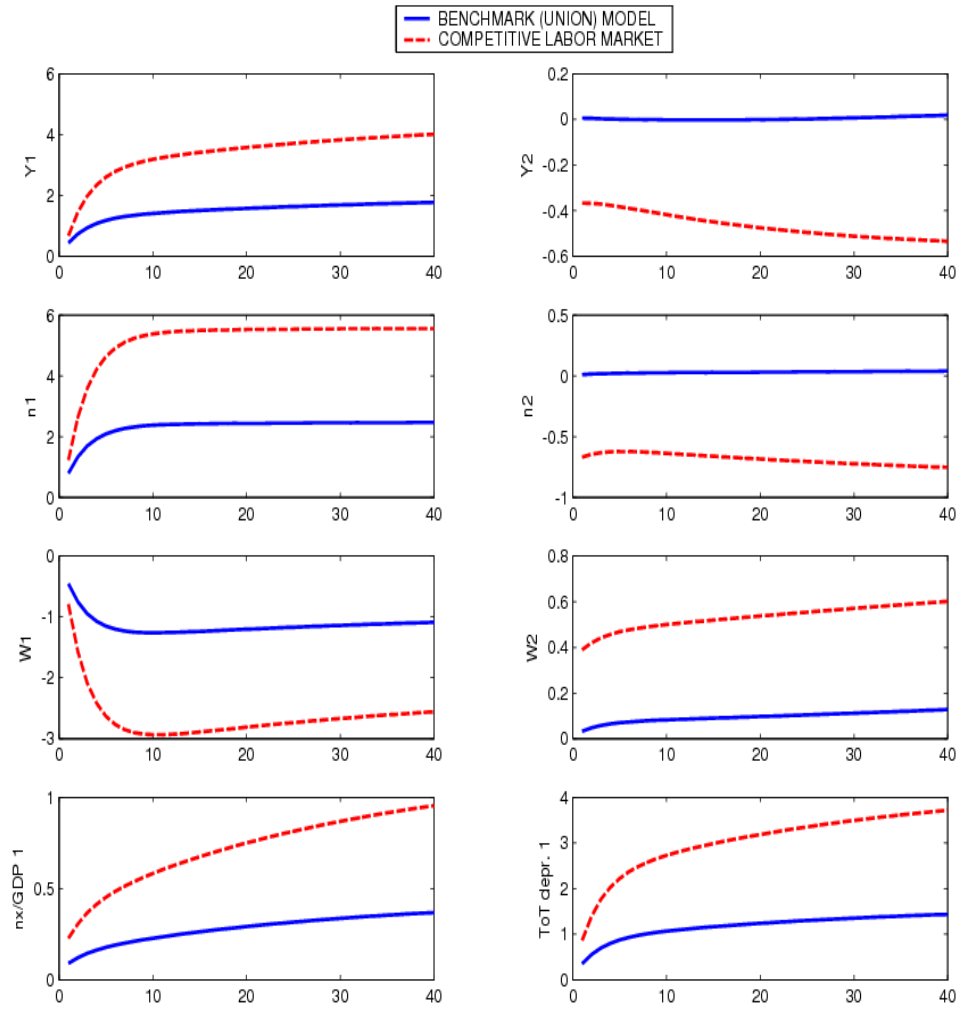 BENCHMARK (UNION) MODEL
COMPETITIVE LABOR MARKET
6
4
2
0
Y1
0 10 20 30 40
0.2
0
-0.2
-0.4
-0.6
Y2
0 10 20 30 40
6
4
2
0
n1
0 10 20 30 40
0.5
0
-0.5
-1
n2
0 10 20 30 40
0
-1
-2
-3
W1
0 10 20 30 40
0.8
0.6
0.4
0.2
0
W2
0 10 20 30 40
1
0.5
0
nx/GDP 1
0 10 20 30 40
4
3
2
1
0
ToT depr. 1
0 10 20 30 40